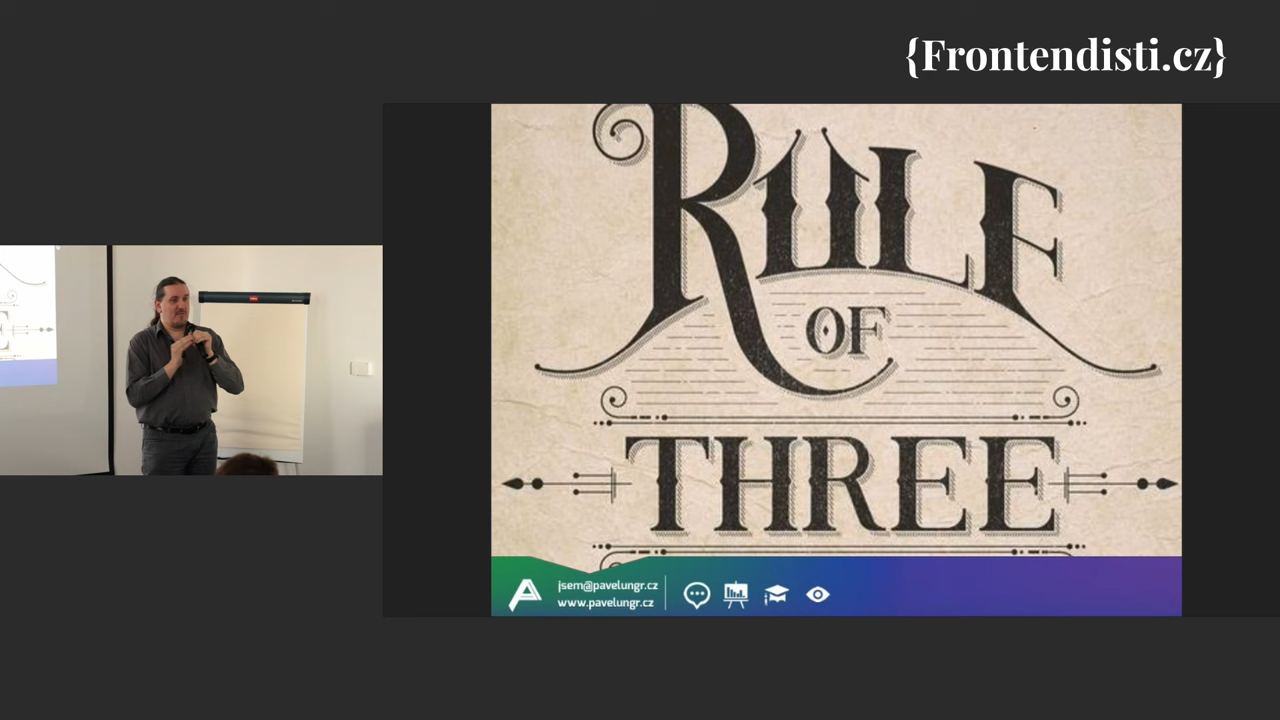 {Frontendisti.cz}
RULE
OF
THREE
jsem@pavelungr.cz
www.pavelungr.cz